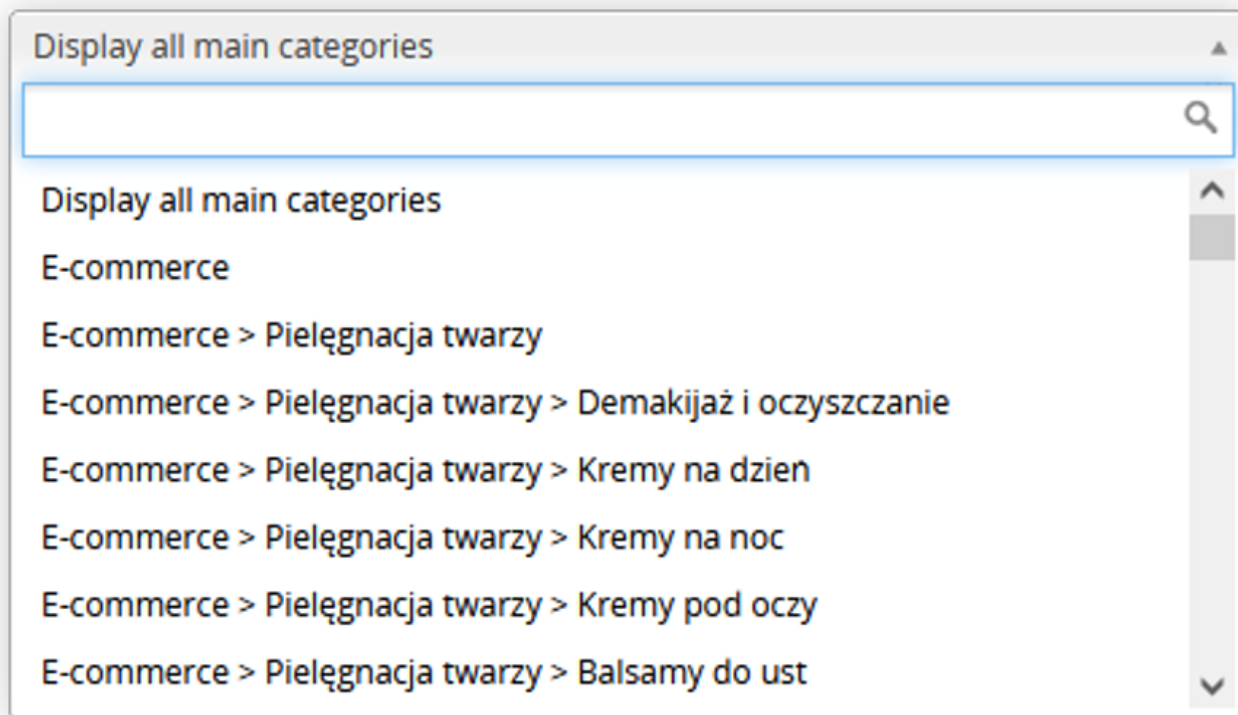 Display all main categories
Display all main categories
E-commerce
E-commerce > Pielęgnacja twarzy
E-commerce > Pielęgnacja twarzy > Demakijaż i oczyszczanie
E-commerce > Pielęgnacja twarzy > Kremy na dzień
E-commerce > Pielęgnacja twarzy > Kremy na noc
E-commerce > Pielęgnacja twarzy > Kremy pod oczy
E-commerce > Pielęgnacja twarzy > Balsamy do ust